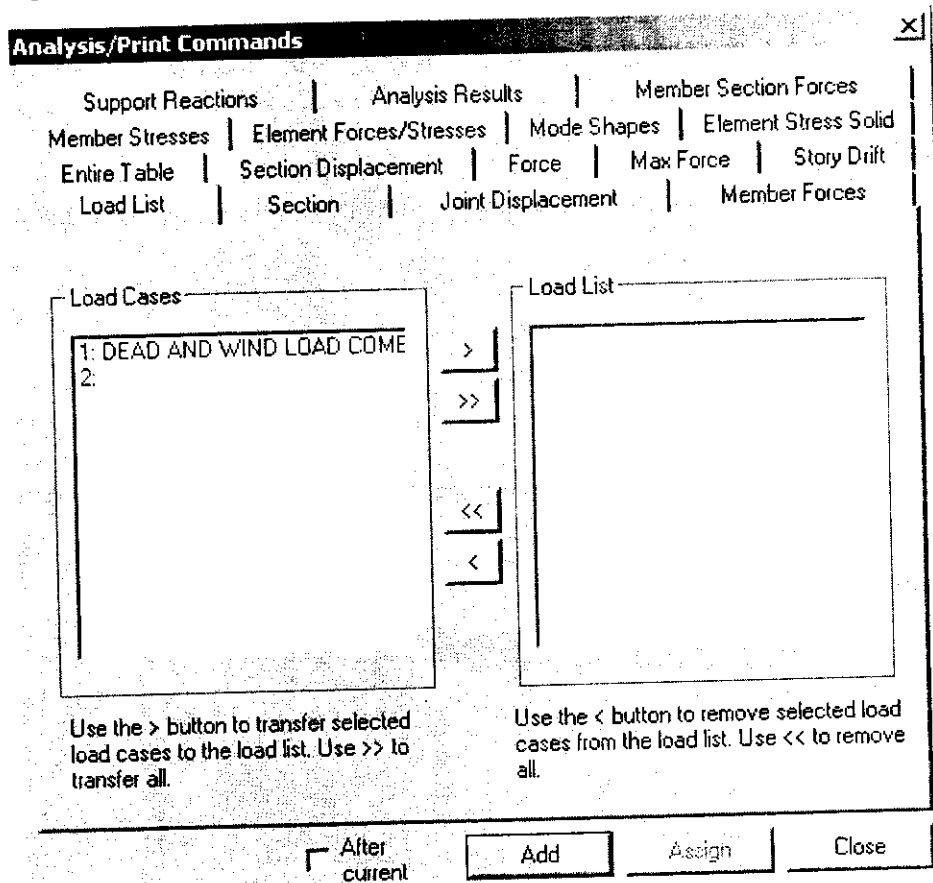 Analysis/Print Commands
Support Reactions Analysis Results Member Section Forces
Member Stresses Element Forces/Stresses Mode Shapes Element Stress Solid
Entire Table Section Displacement Force Max Force Story Drift
Load List Section Joint Displacement Member Forces
Load Cases
1: DEAD AND WIND LOAD COME
2:
>
>>
<<
<
Load List
Use the > button to transfer selected
load cases to the load list. Use >> to
transfer all.
Use the < button to remove selected load
cases from the load list. Use << to remove
all.
After
current
Add Assign Close